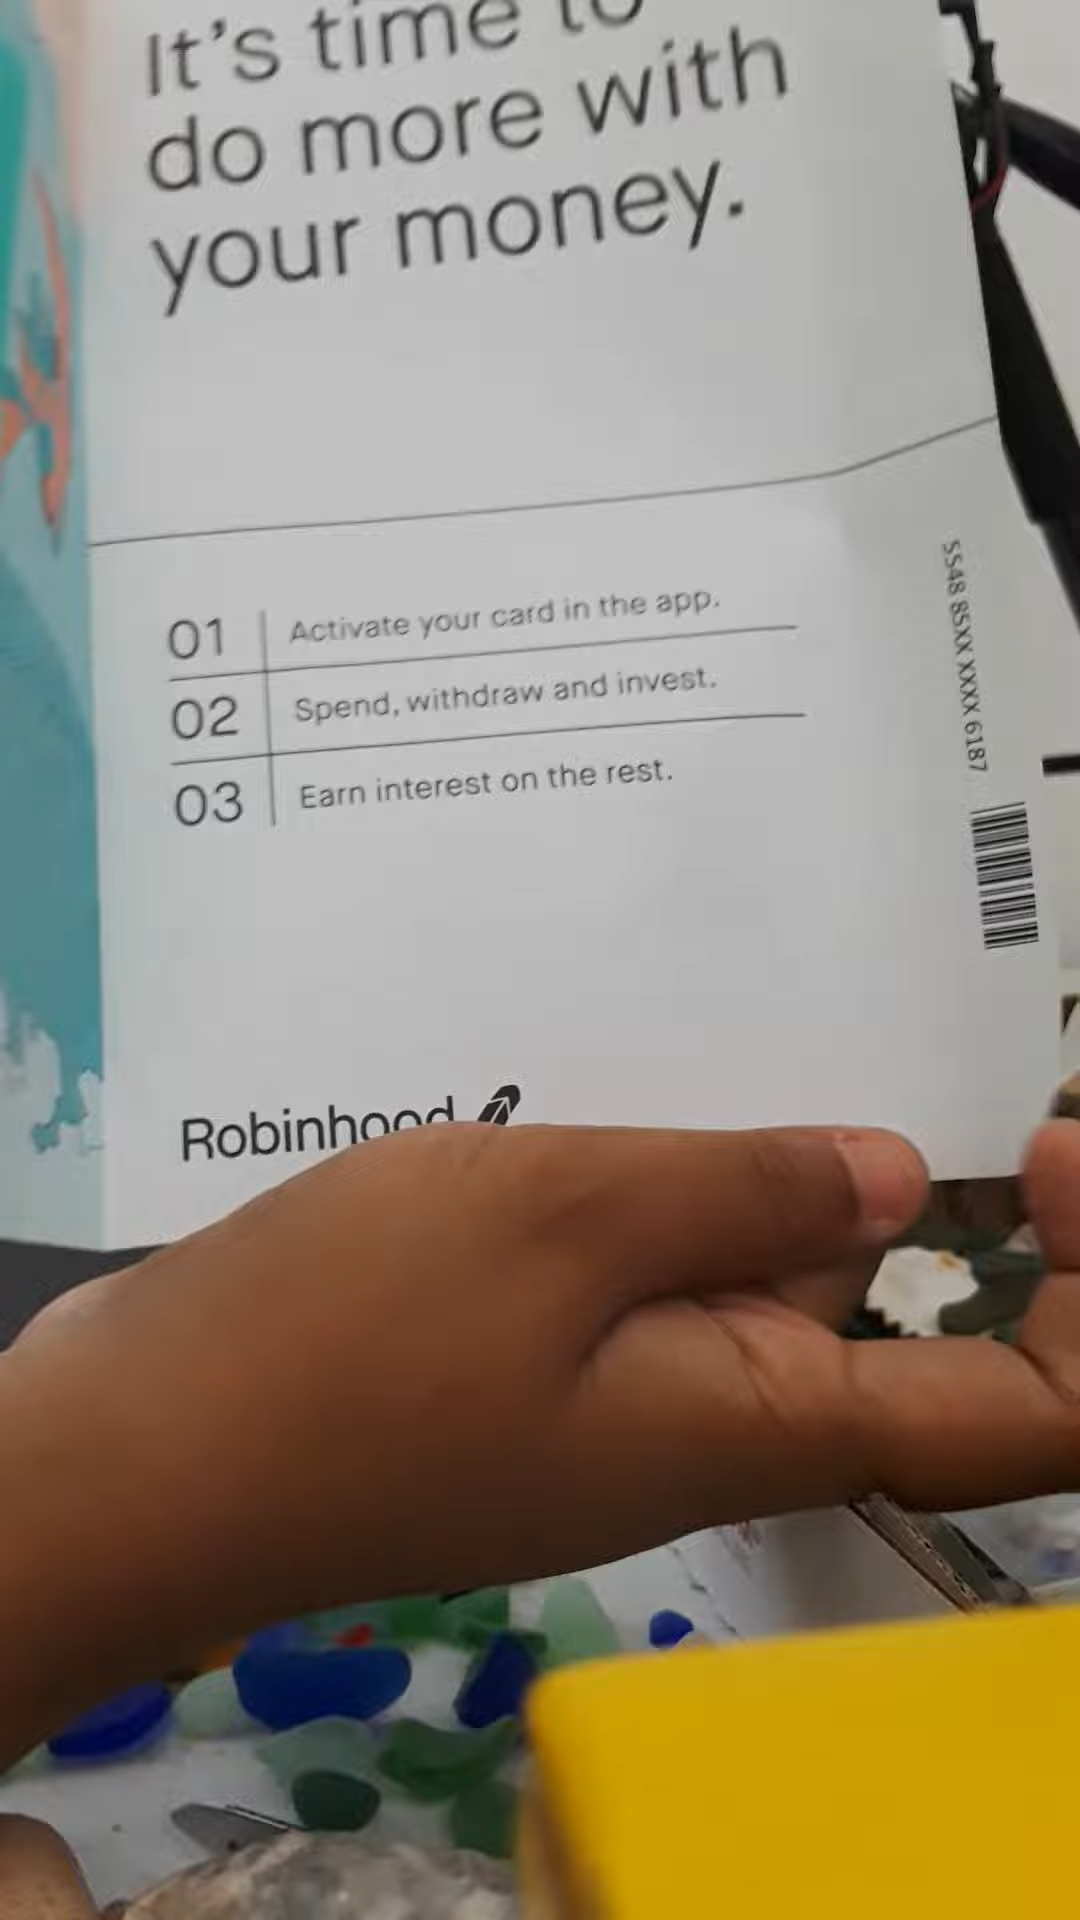 It's time to
do more with
your money.
01 Activate your card in the app.
02 Spend, withdraw and invest.
03 Earn interest on the rest.
5548 85XX XXXX 6187
Robinhood